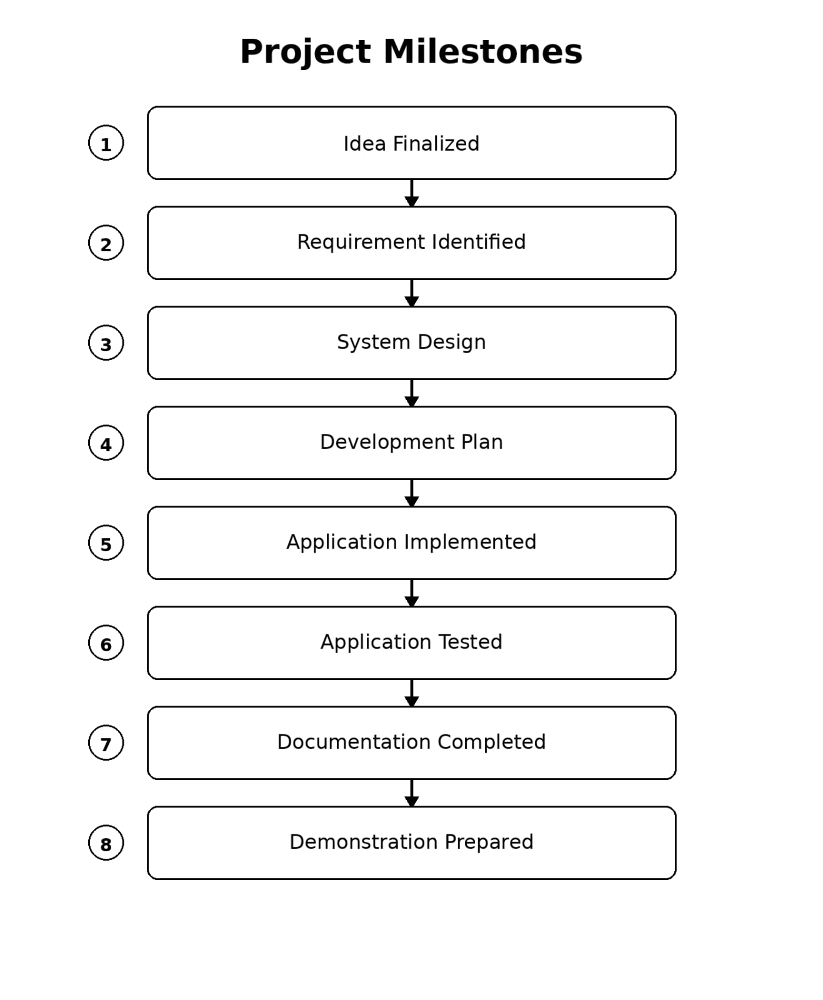 Project Milestones
1 Idea Finalized
2 Requirement Identified
3 System Design
4 Development Plan
5 Application Implemented
6 Application Tested
7 Documentation Completed
8 Demonstration Prepared